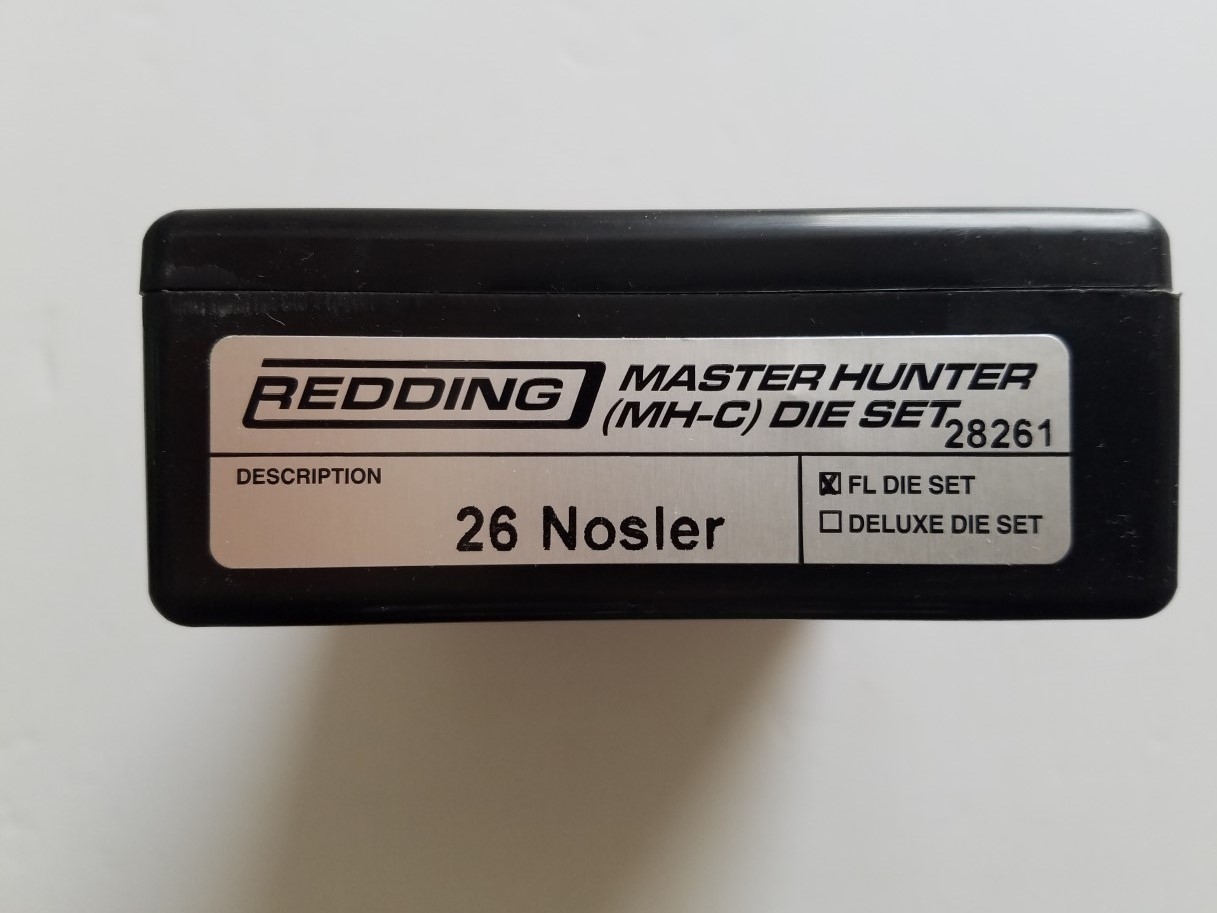 REDDING
MASTER HUNTER
(MH-C) DIE SET
28261
DESCRIPTION
26 Nosler
☒ FL DIE SET
☐ DELUXE DIE SET